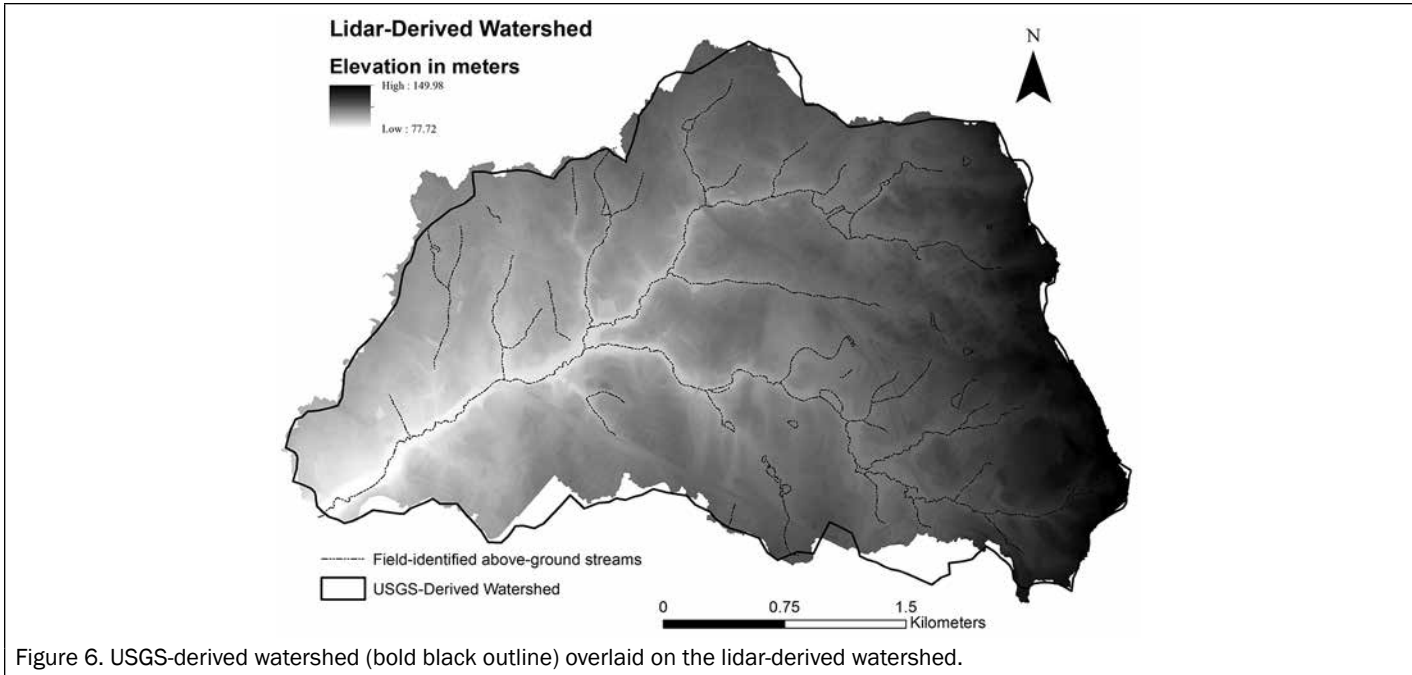 Lidar-Derived Watershed
Elevation in meters
High : 149.98
Low : 77.72
N
Field-identified above-ground streams
USGS-Derived Watershed
0 0.75 1.5
Kilometers
Figure 6. USGS-derived watershed (bold black outline) overlaid on the lidar-derived watershed.